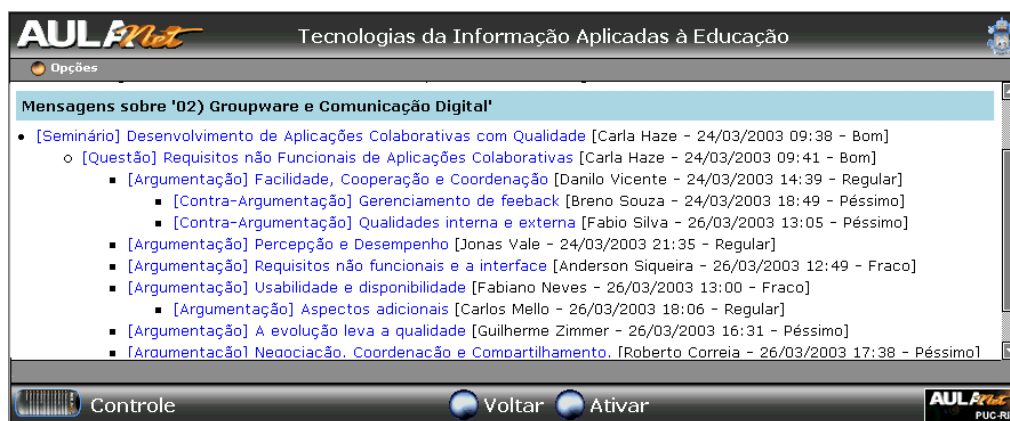 AULANet
Tecnologias da Informação Aplicadas à Educação
Opções
Mensagens sobre '02) Groupware e Comunicação Digital'
[Seminário] Desenvolvimento de Aplicações Colaborativas com Qualidade [Carla Haze - 24/03/2003 09:38 - Bom]
[Questão] Requisitos não Funcionais de Aplicações Colaborativas [Carla Haze - 24/03/2003 09:41 - Bom]
[Argumentação] Facilidade, Cooperação e Coordenação [Danilo Vicente - 24/03/2003 14:39 - Regular]
[Contra-Argumentação] Gerenciamento de feeback [Breno Souza - 24/03/2003 18:49 - Péssimo]
[Contra-Argumentação] Qualidades interna e externa [Fabio Silva - 26/03/2003 13:05 - Péssimo]
[Argumentação] Percepção e Desempenho [Jonas Vale - 24/03/2003 21:35 - Regular]
[Argumentação] Requisitos não funcionais e a interface [Anderson Siqueira - 26/03/2003 12:49 - Fraco]
[Argumentação] Usabilidade e disponibilidade [Fabiano Neves - 26/03/2003 13:00 - Fraco]
[Argumentação] Aspectos adicionais [Carlos Mello - 26/03/2003 18:06 - Regular]
[Argumentação] A evolução leva a qualidade [Guilherme Zimmer - 26/03/2003 16:31 - Péssimo]
[Argumentação] Negociação, Coordenação e Compartilhamento. [Roberto Correia - 26/03/2003 17:38 - Péssimo]
Controle
Voltar
Ativar
AULANet
PUC-RI